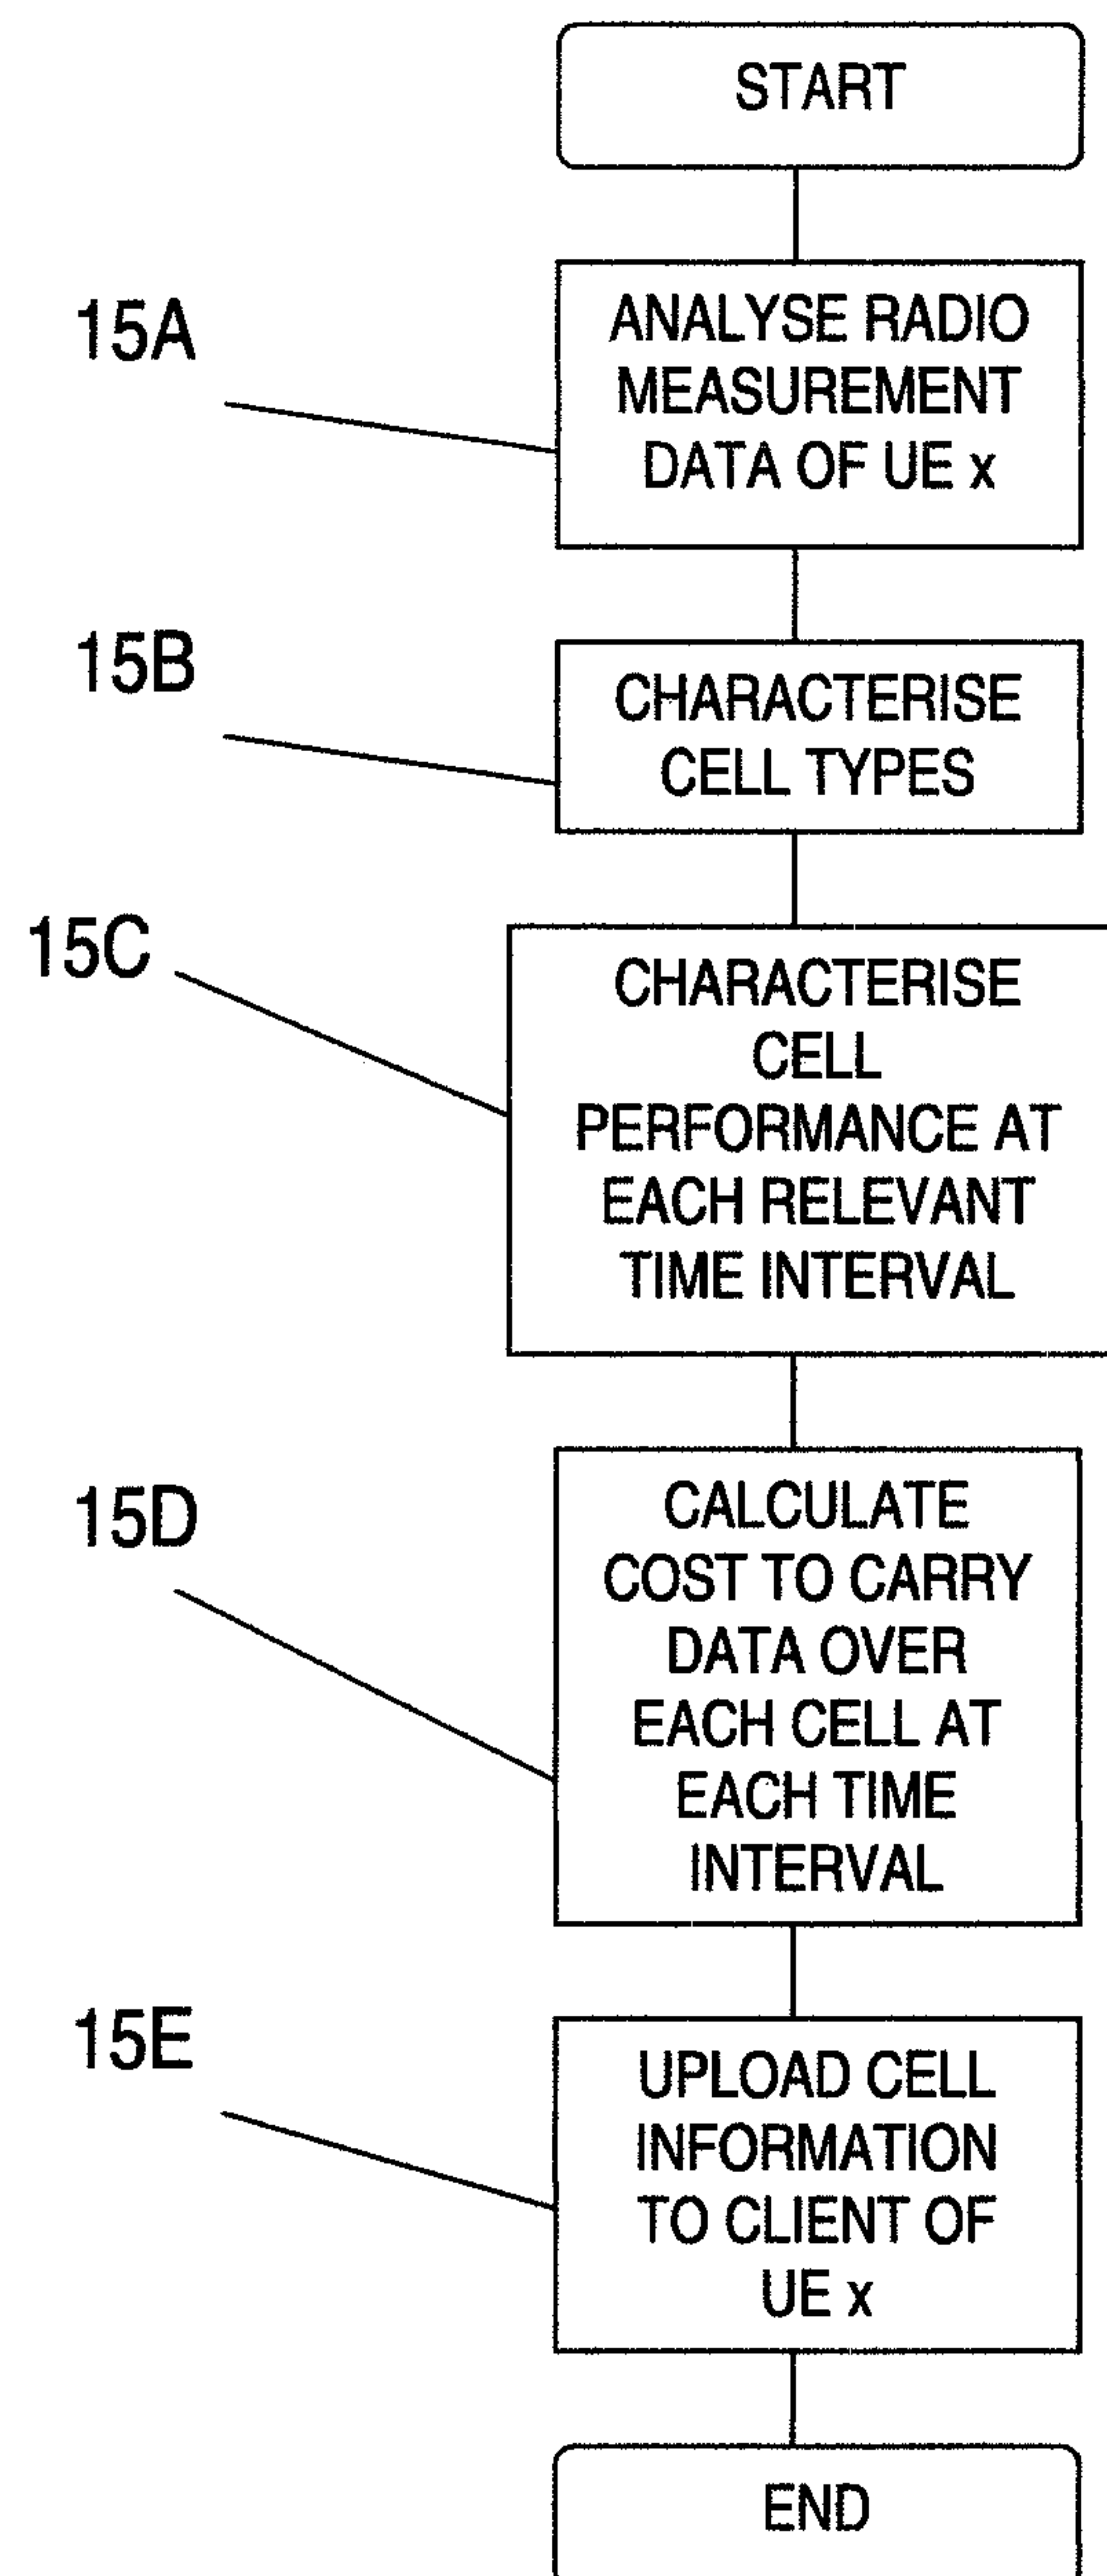 START
15A
ANALYSE RADIO
MEASUREMENT
DATA OF UE x
15B
CHARACTERISE
CELL TYPES
15C
CHARACTERISE
CELL
PERFORMANCE AT
EACH RELEVANT
TIME INTERVAL
15D
CALCULATE
COST TO CARRY
DATA OVER
EACH CELL AT
EACH TIME
INTERVAL
15E
UPLOAD CELL
INFORMATION
TO CLIENT OF
UE x
END